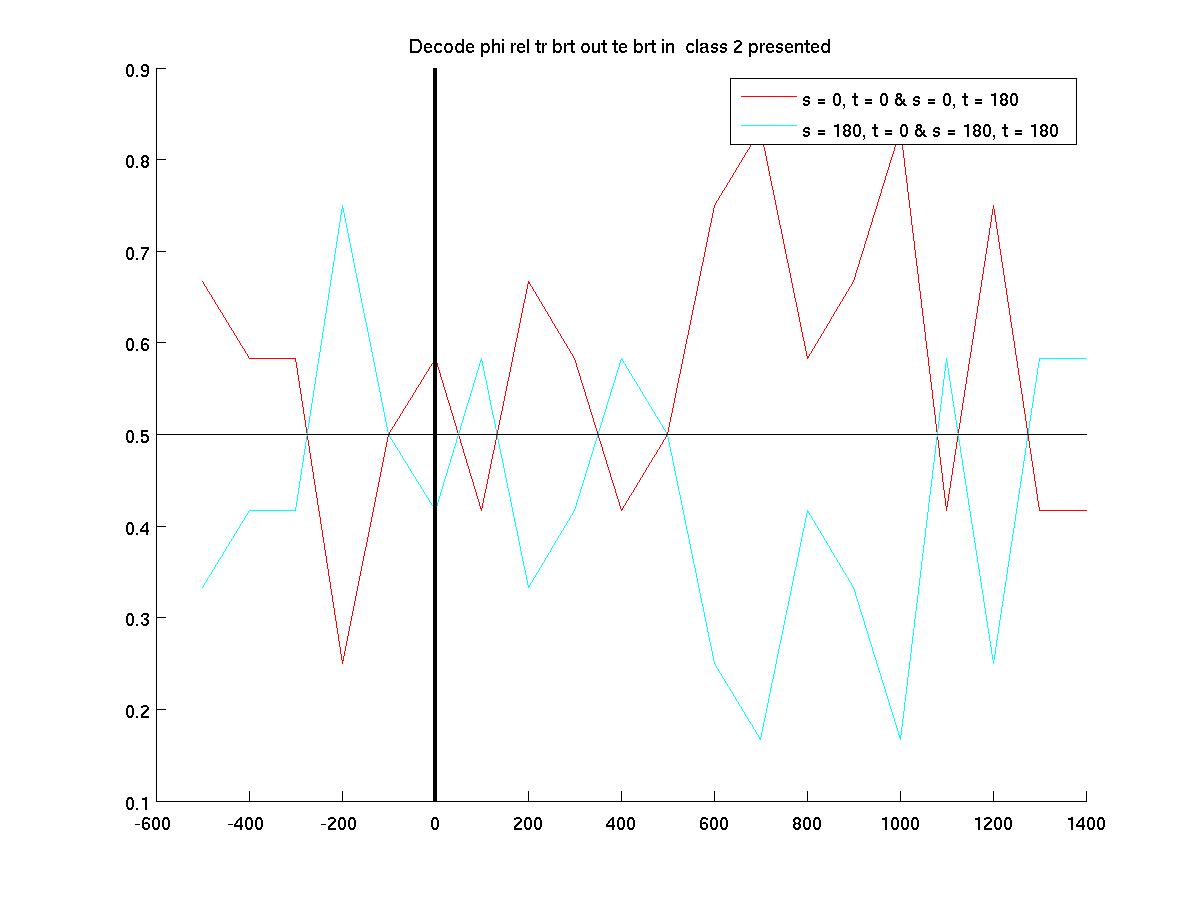 Decode phi rel tr brt out te brt in  class 2 presented
s = 0, t = 0 & s = 0, t = 180
s = 180, t = 0 & s = 180, t = 180
0.9
0.8
0.7
0.6
0.5
0.4
0.3
0.2
0.1
-600 -400 -200 0 200 400 600 800 1000 1200 1400